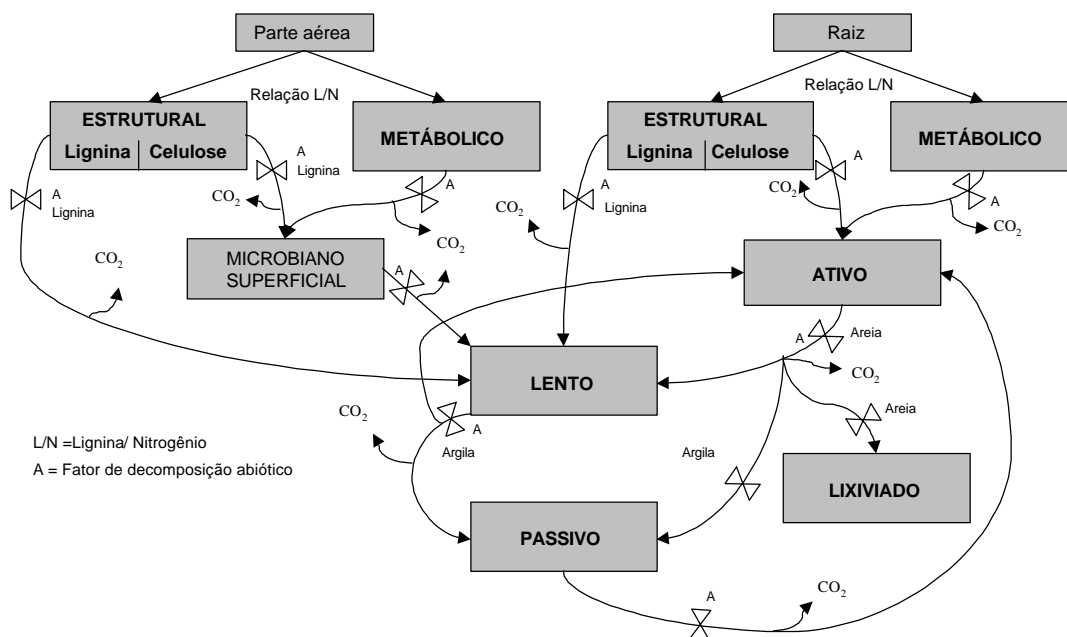 Parte aérea
Raiz
Relação L/N
Relação L/N
ESTRUTURAL
Lignina | Celulose
METÁBOLICO
ESTRUTURAL
Lignina | Celulose
METÁBOLICO
A
Lignina
A
Lignina
CO2
A
CO2
A
Lignina
CO2
A
CO2
A
CO2
CO2
MICROBIANO
SUPERFICIAL
A
CO2
ATIVO
A
Areia
CO2
LENTO
Areia
CO2
A
Argila
Argila
L/N =Lignina/ Nitrogênio
A = Fator de decomposição abiótico
LIXIVIADO
PASSIVO
A
CO2